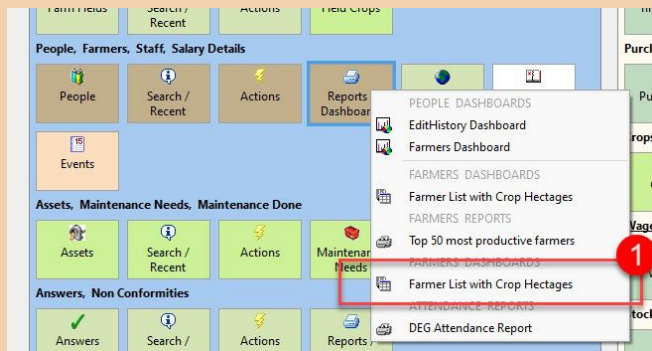 Farm Fields
Search /
Recent
Actions
Field Crops
People, Farmers, Staff, Salary Details
Purch
People
Search /
Recent
Actions
Reports
Dashboar
Pu
PEOPLE DASHBOARDS
EditHistory Dashboard
Farmers Dashboard
rops
Events
15
FARMERS DASHBOARDS
Farmer List with Crop Hectages
FARMERS REPORTS
Top 50 most productive farmers
Assets, Maintenance Needs, Maintenance Done
Wage
Assets
Search /
Recent
Actions
Maintenan
Needs
1
FARMERS DASHBOARDS
Farmer List with Crop Hectages
Answers, Non Conformities
ATTENDANCE REPORTS
DEG Attendance Report
tock
Answers
Search /
Actions
Reports /